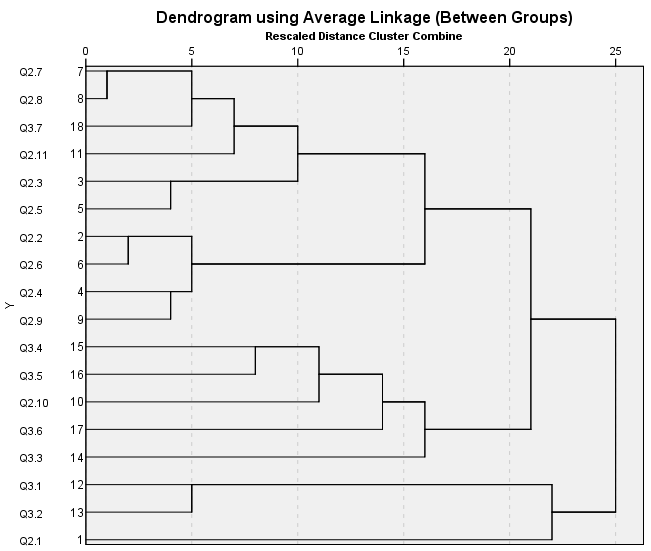 Dendrogram using Average Linkage (Between Groups)
Rescaled Distance Cluster Combine
0 5 10 15 20 25
Q2.7 7
Q2.8 8
Q3.7 18
Q2.11 11
Q2.3 3
Q2.5 5
Q2.2 2
Q2.6 6
Q2.4 4
Y
Q2.9 9
Q3.4 15
Q3.5 16
Q2.10 10
Q3.6 17
Q3.3 14
Q3.1 12
Q3.2 13
Q2.1 1